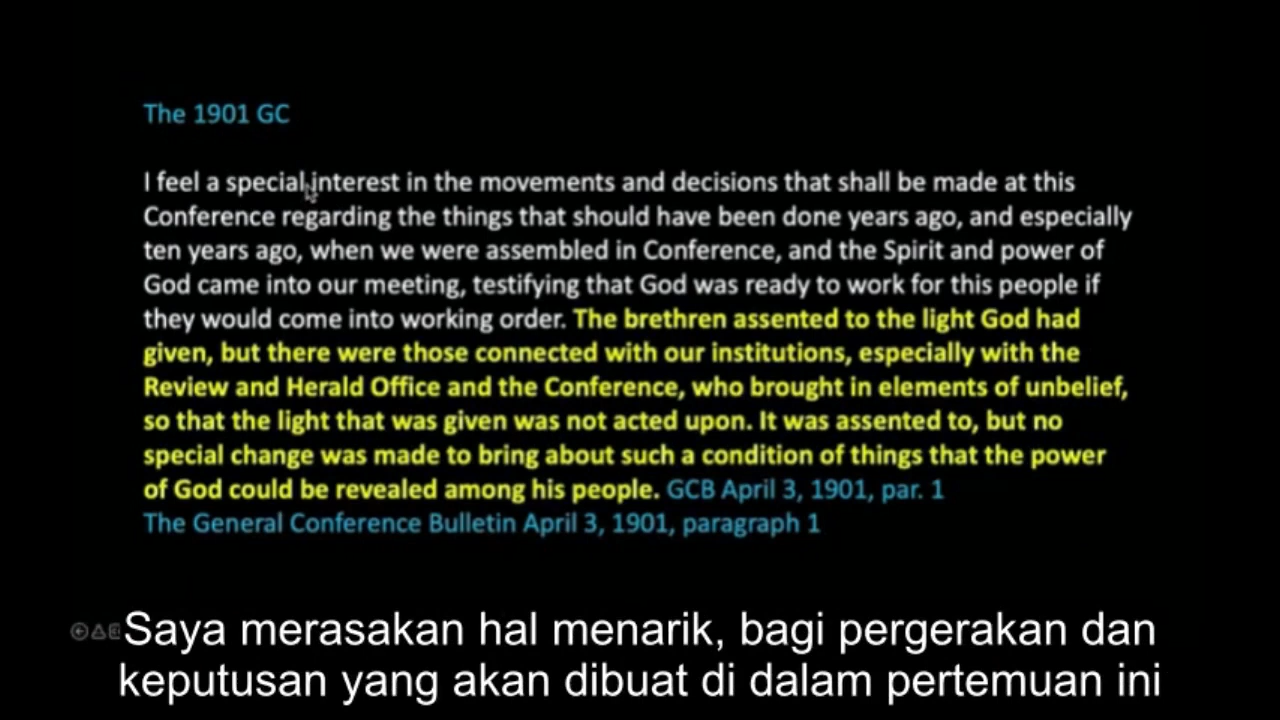 The 1901 GC
I feel a special interest in the movements and decisions that shall be made at this
Conference regarding the things that should have been done years ago, and especially
ten years ago, when we were assembled in Conference, and the Spirit and power of
God came into our meeting, testifying that God was ready to work for this people if
they would come into working order. The brethren assented to the light God had
given, but there were those connected with our institutions, especially with the
Review and Herald Office and the Conference, who brought in elements of unbelief,
so that the light that was given was not acted upon. It was assented to, but no
special change was made to bring about such a condition of things that the power
of God could be revealed among his people. GCB April 3, 1901, par. 1
The General Conference Bulletin April 3, 1901, paragraph 1
Saya merasakan hal menarik, bagi pergerakan dan
keputusan yang akan dibuat di dalam pertemuan ini